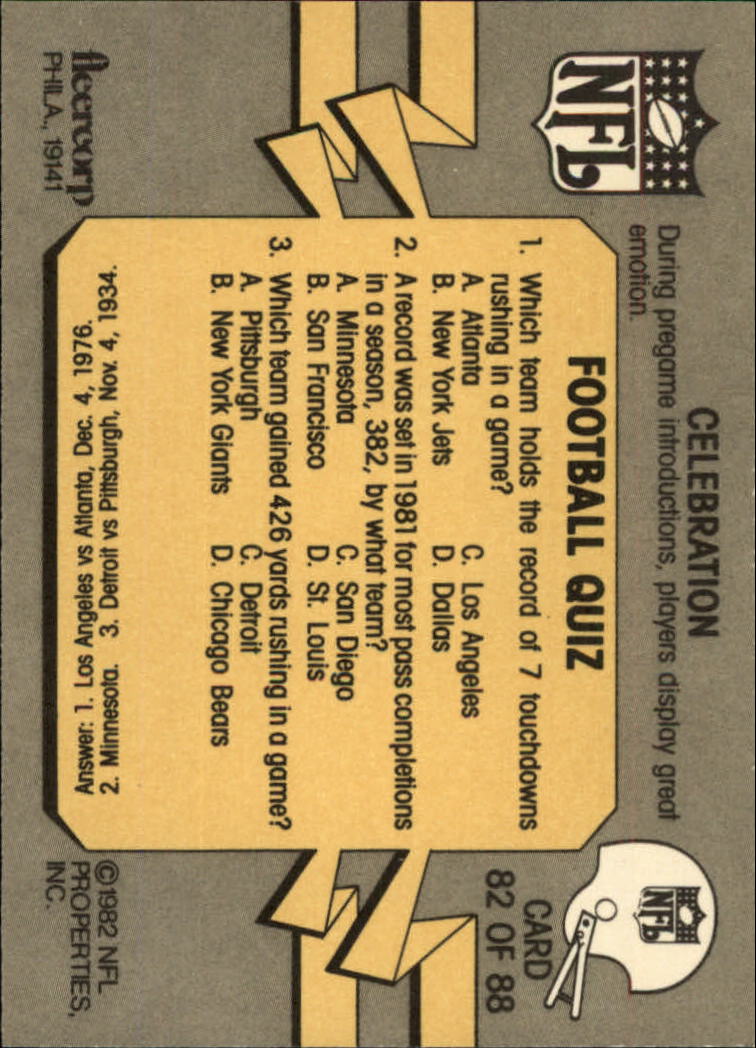 CELEBRATION
During pregame introductions, players display great
emotion.
NFL
NFL
CARD
82 OF 88
FOOTBALL QUIZ
1. Which team holds the record of 7 touchdowns
rushing in a game?
A. Atlanta C. Los Angeles
B. New York Jets D. Dallas
2. A record was set in 1981 for most pass completions
in a season, 382, by what team?
A. Minnesota C. San Diego
B. San Francisco D. St. Louis
3. Which team gained 426 yards rushing in a game?
A. Pittsburgh C. Detroit
B. New York Giants D. Chicago Bears
Answer: 1. Los Angeles vs Atlanta, Dec. 4, 1976.
2. Minnesota. 3. Detroit vs Pittsburgh, Nov. 4, 1934.
fleercorp
PHILA., 19141
©1982 NFL
PROPERTIES,
INC.